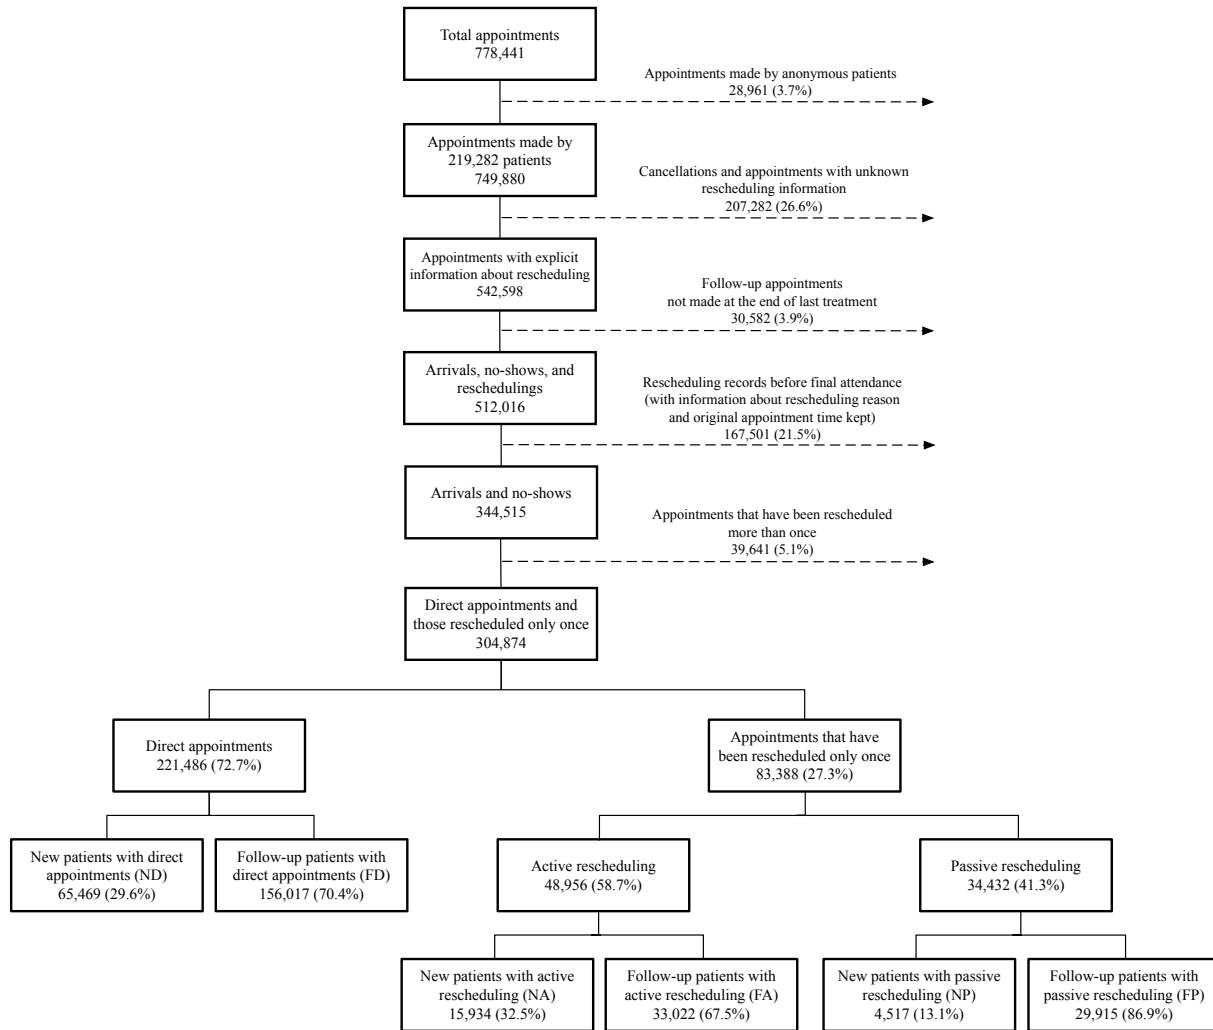 Total appointments
778,441
Appointments made by anonymous patients
28,961 (3.7%)
Appointments made by
219,282 patients
749,880
Cancellations and appointments with unknown
rescheduling information
207,282 (26.6%)
Appointments with explicit
information about rescheduling
542,598
Follow-up appointments
not made at the end of last treatment
30,582 (3.9%)
Arrivals, no-shows, and
reschedulings
512,016
Rescheduling records before final attendance
(with information about rescheduling reason
and original appointment time kept)
167,501 (21.5%)
Arrivals and no-shows
344,515
Appointments that have been rescheduled
more than once
39,641 (5.1%)
Direct appointments and
those rescheduled only once
304,874
Direct appointments
221,486 (72.7%)
Appointments that have
been rescheduled only once
83,388 (27.3%)
New patients with direct
appointments (ND)
65,469 (29.6%)
Follow-up patients with
direct appointments (FD)
156,017 (70.4%)
Active rescheduling
48,956 (58.7%)
Passive rescheduling
34,432 (41.3%)
New patients with active
rescheduling (NA)
15,934 (32.5%)
Follow-up patients with
active rescheduling (FA)
33,022 (67.5%)
New patients with passive
rescheduling (NP)
4,517 (13.1%)
Follow-up patients with
passive rescheduling (FP)
29,915 (86.9%)